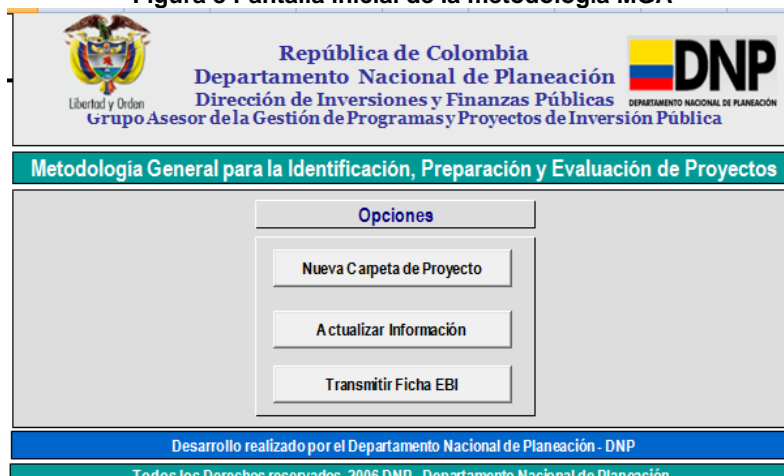 Figura 8 Pantalla inicial de la metodología MGA
República de Colombia
Departamento Nacional de Planeación
Dirección de Inversiones y Finanzas Públicas
Grupo Asesor de la Gestión de Programas y Proyectos de Inversión Pública
Libertad y Orden
DNP
DEPARTAMENTO NACIONAL DE PLANEACIÓN
Metodología General para la Identificación, Preparación y Evaluación de Proyectos
Opciones
Nueva Carpeta de Proyecto
Actualizar Información
Transmitir Ficha EBI
Desarrollo realizado por el Departamento Nacional de Planeación - DNP
Todos los Derechos reservados. 2006 DNP - Departamento Nacional de Planeación